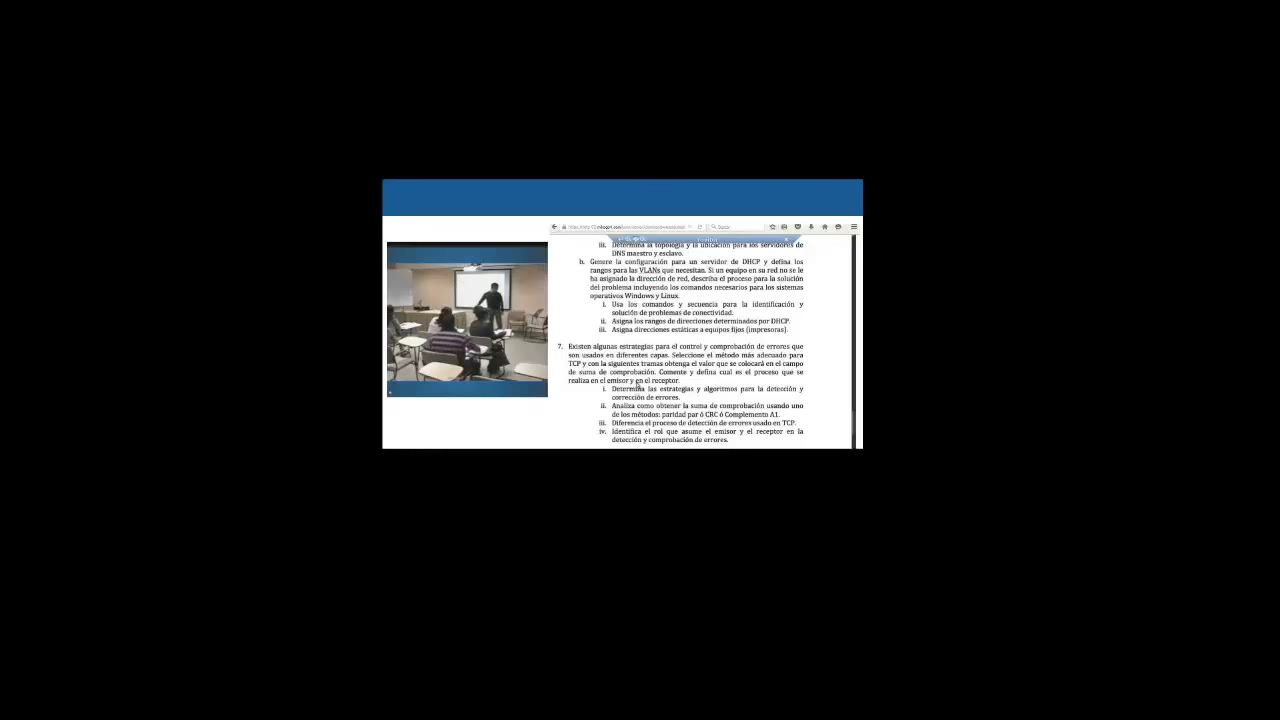 iii. Determina la topología y la ubicación para los servidores de
DNS maestro y esclavo.
b. Genere la configuración para un servidor de DHCP y defina los
rangos para las VLANs que necesitan. Si un equipo en su red no se le
ha asignado la dirección de red, describa el proceso para la solución
del problema incluyendo los comandos necesarios para los sistemas
operativos Windows y Linux.
i. Usa los comandos y secuencia para la identificación y
solución de problemas de conectividad.
ii. Asigna los rangos de direcciones determinados por DHCP.
iii. Asigna direcciones estáticas a equipos fijos (impresoras).
7. Existen algunas estrategias para el control y comprobación de errores que
son usados en diferentes capas. Seleccione el método más adecuado para
TCP y con la siguientes tramas obtenga el valor que se colocará en el campo
de suma de comprobación. Comente y defina cual es el proceso que se
realiza en el emisor y en el receptor.
i. Determina las estrategias y algoritmos para la detección y
corrección de errores.
ii. Analiza como obtener la suma de comprobación usando uno
de los métodos: paridad par ó CRC ó Complemento A1.
iii. Diferencia el proceso de detección de errores usado en TCP.
iv. Identifica el rol que asume el emisor y el receptor en la
detección y comprobación de errores.